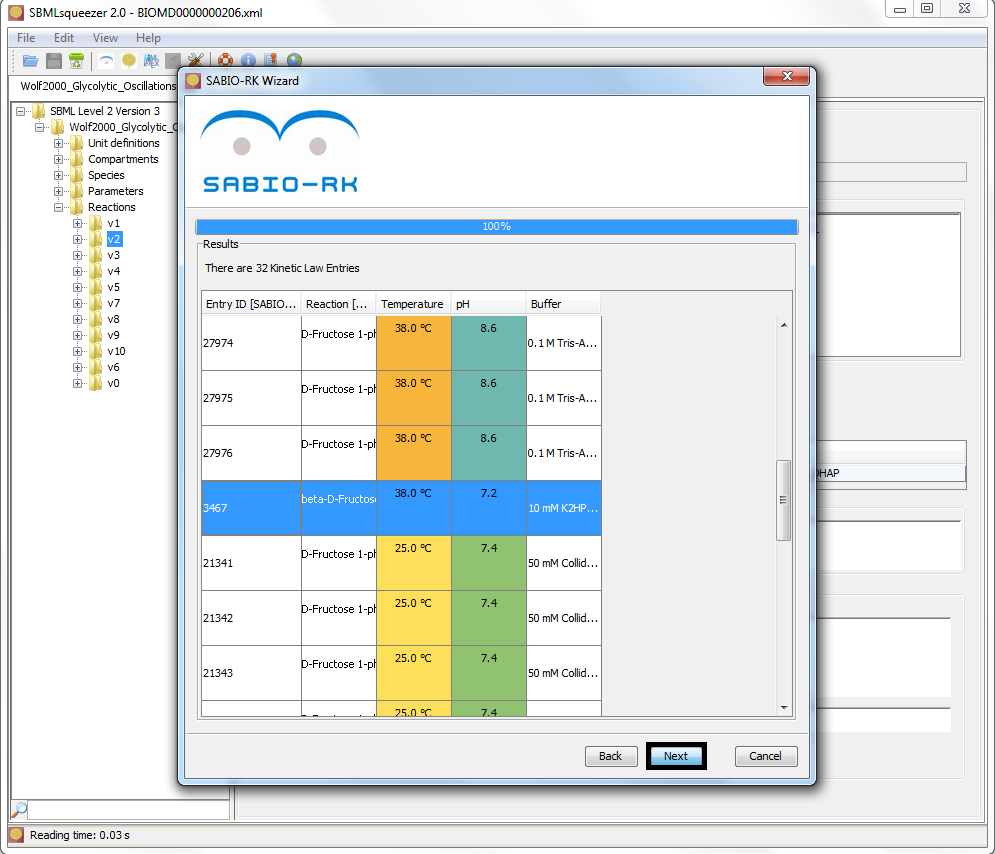 SBMLsqueezer 2.0 - BIOMD0000000206.xml
File Edit View Help
Wolf2000_Glycolytic_Oscillations
SBML Level 2 Version 3
Wolf2000_Glycolytic_
Unit definitions
Compartments
Species
Parameters
Reactions
v1
v2
v3
v4
v5
v7
v8
v9
v10
v6
v0
SABIO-RK Wizard
SABIO-RK
100%
Results
There are 32 Kinetic Law Entries
Entry ID [SABIO... Reaction [... Temperature pH Buffer
27974 D-Fructose 1-ph 38.0 °C 8.6 0.1 M Tris-A...
27975 D-Fructose 1-ph 38.0 °C 8.6 0.1 M Tris-A...
27976 D-Fructose 1-ph 38.0 °C 8.6 0.1 M Tris-A...
3467 beta-D-Fructose 38.0 °C 7.2 10 mM K2HP...
21341 D-Fructose 1-ph 25.0 °C 7.4 50 mM Collid...
21342 D-Fructose 1-ph 25.0 °C 7.4 50 mM Collid...
21343 D-Fructose 1-ph 25.0 °C 7.4 50 mM Collid...
25.0 °C 7.4
Back Next Cancel
DHAP
Reading time: 0.03 s